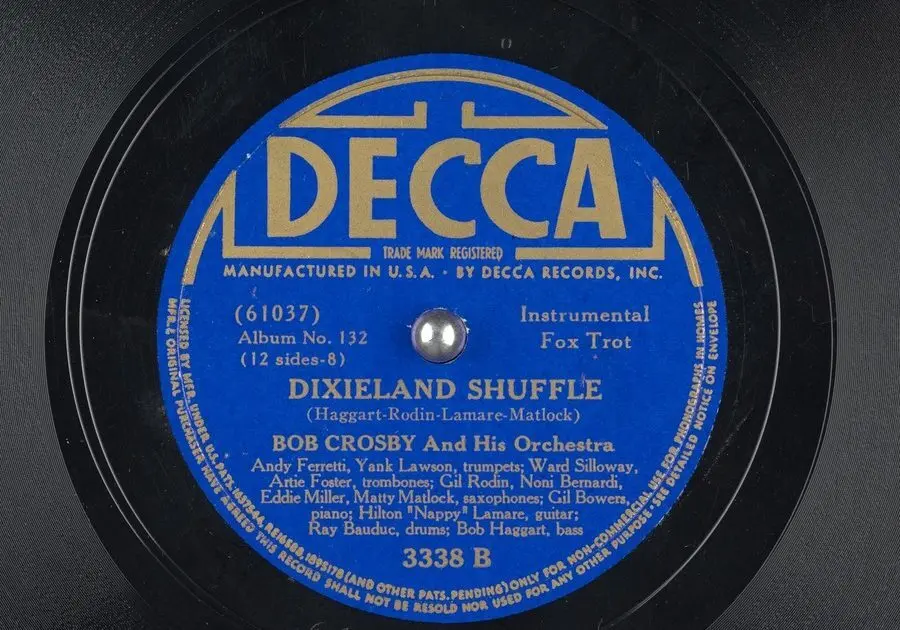 DECCA
TRADE MARK REGISTERED
MANUFACTURED IN U.S.A. · BY DECCA RECORDS, INC.
(61037)
Album No. 132
(12 sides-8)
Instrumental
Fox Trot
DIXIELAND SHUFFLE
(Haggart-Rodin-Lamare-Matlock)
BOB CROSBY And His Orchestra
Andy Ferretti, Yank Lawson, trumpets; Ward Silloway,
Artie Foster, trombones; Gil Rodin, Noni Bernardi,
Eddie Miller, Matty Matlock, saxophones; Gil Bowers,
piano; Hilton "Nappy" Lamare, guitar;
Ray Bauduc, drums; Bob Haggart, bass
3338 B
LICENSED BY MFR. UNDER U.S. PATS. 1637544, RE16588, 1895178 (AND OTHER PATS. PENDING) ONLY FOR NON-COMMERCIAL USE FOR PHONOGRAPHS IN HOMES
MFR. & ORIGINAL PURCHASER HAVE AGREED THIS RECORD SHALL NOT BE RESOLD NOR USED FOR ANY OTHER PURPOSE · SEE DETAILED NOTICE ON ENVELOPE